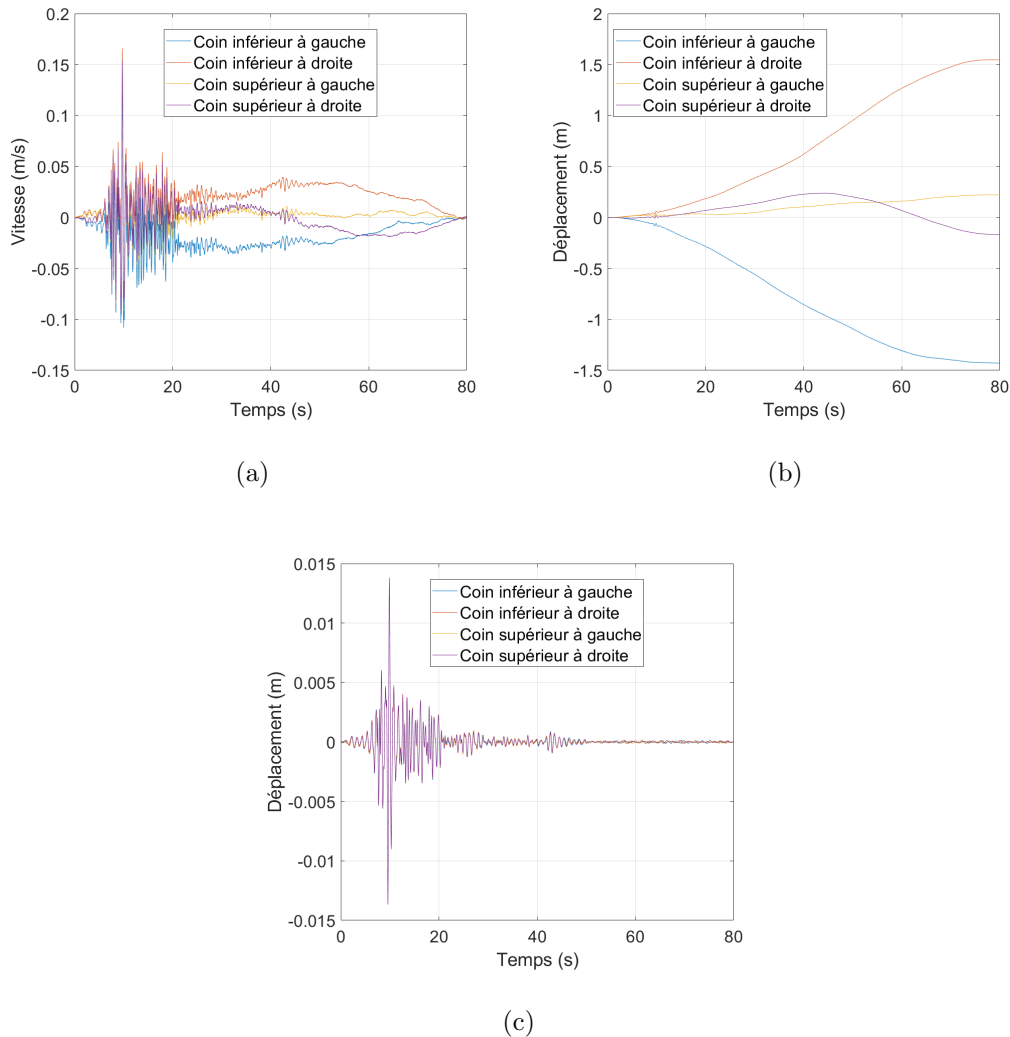 0.2
0.15
0.1
0.05
0
-0.05
-0.1
-0.15
Vitesse (m/s)
Coin inférieur à gauche
Coin inférieur à droite
Coin supérieur à gauche
Coin supérieur à droite
0 20 40 60 80
Temps (s)
(a)
2
1.5
1
0.5
0
-0.5
-1
-1.5
Déplacement (m)
Coin inférieur à gauche
Coin inférieur à droite
Coin supérieur à gauche
Coin supérieur à droite
0 20 40 60 80
Temps (s)
(b)
0.015
0.01
0.005
0
-0.005
-0.01
-0.015
Déplacement (m)
Coin inférieur à gauche
Coin inférieur à droite
Coin supérieur à gauche
Coin supérieur à droite
0 20 40 60 80
Temps (s)
(c)